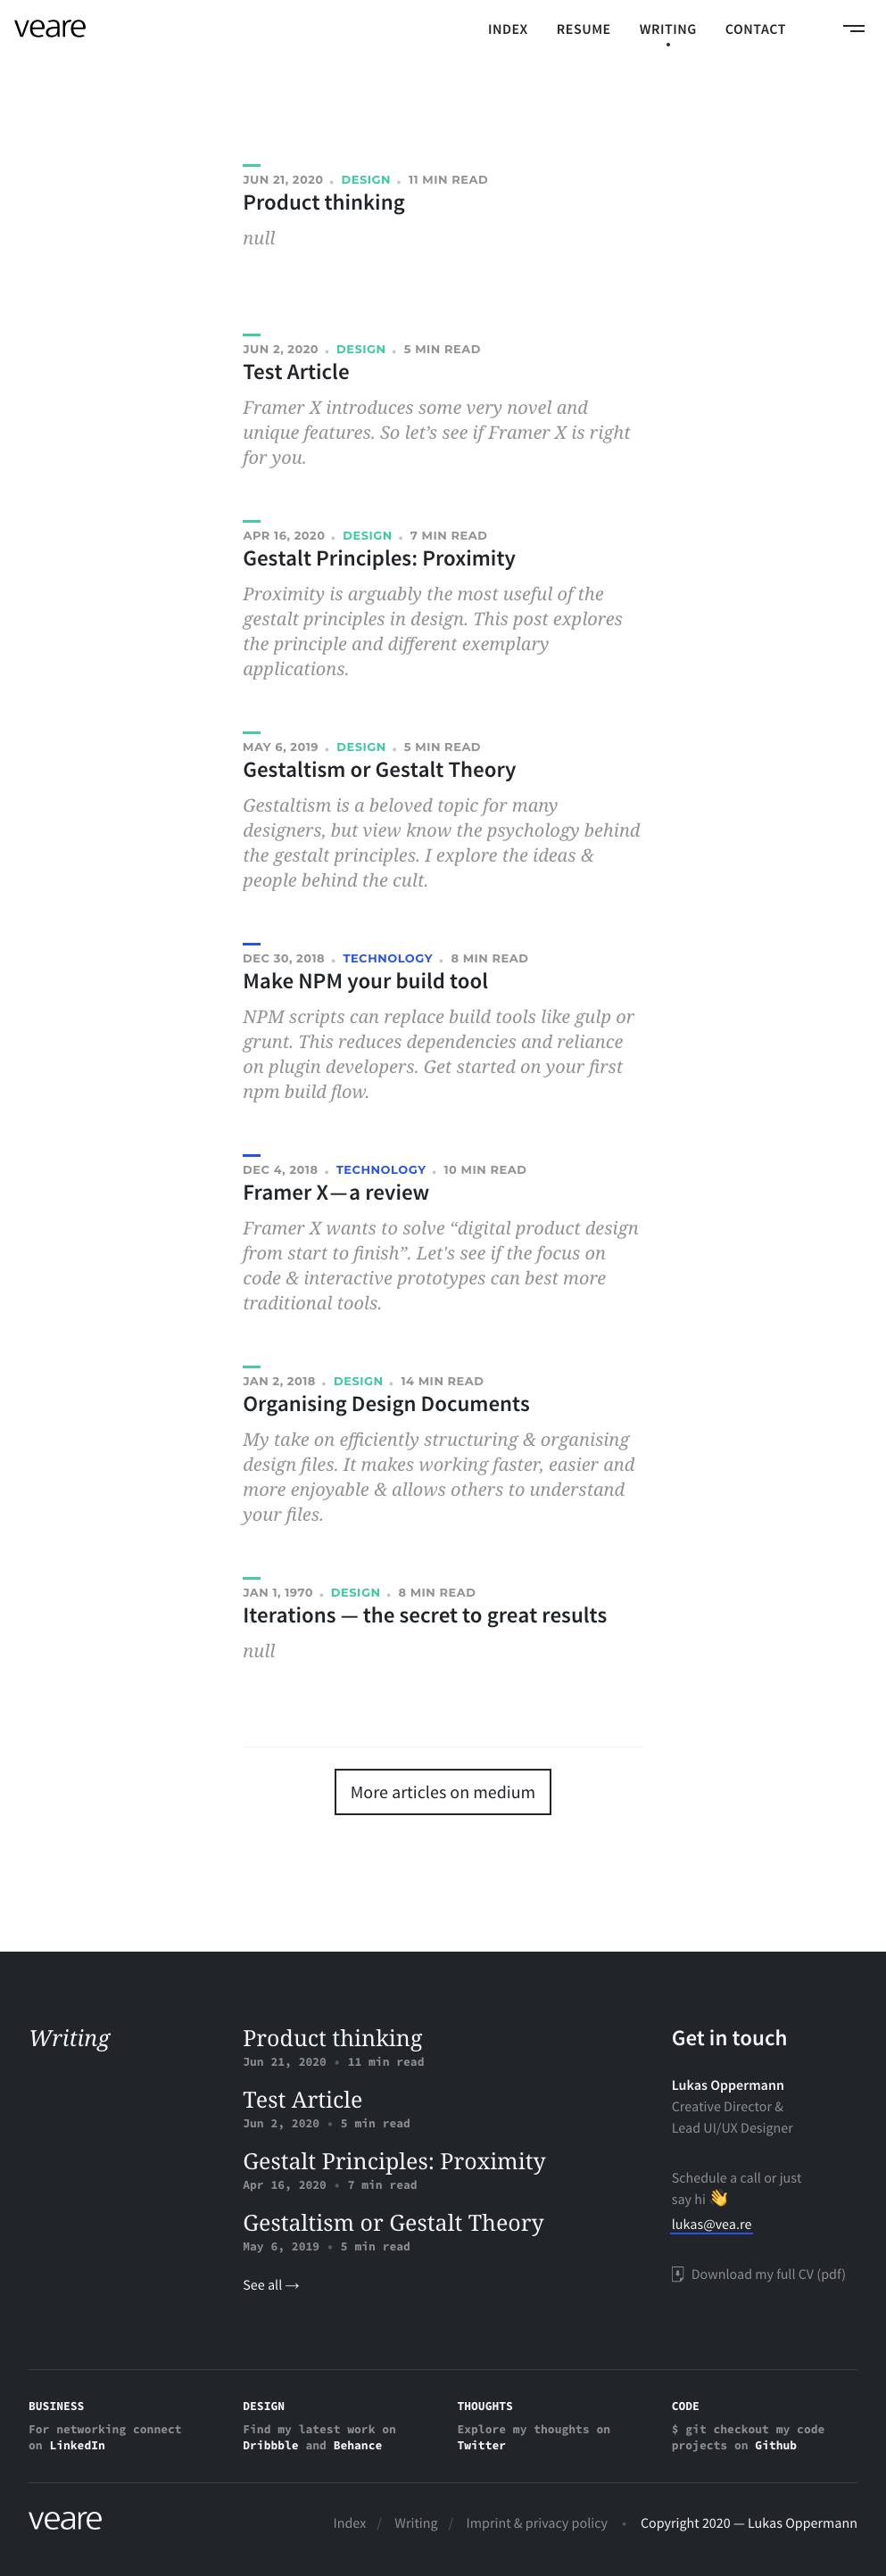 veare
INDEX RESUME WRITING CONTACT
JUN 21, 2020 • DESIGN • 11 MIN READ
Product thinking
null
JUN 2, 2020 • DESIGN • 5 MIN READ
Test Article
Framer X introduces some very novel and
unique features. So let’s see if Framer X is right
for you.
APR 16, 2020 • DESIGN • 7 MIN READ
Gestalt Principles: Proximity
Proximity is arguably the most useful of the
gestalt principles in design. This post explores
the principle and different exemplary
applications.
MAY 6, 2019 • DESIGN • 5 MIN READ
Gestaltism or Gestalt Theory
Gestaltism is a beloved topic for many
designers, but view know the psychology behind
the gestalt principles. I explore the ideas &
people behind the cult.
DEC 30, 2018 • TECHNOLOGY • 8 MIN READ
Make NPM your build tool
NPM scripts can replace build tools like gulp or
grunt. This reduces dependencies and reliance
on plugin developers. Get started on your first
npm build flow.
DEC 4, 2018 • TECHNOLOGY • 10 MIN READ
Framer X—a review
Framer X wants to solve “digital product design
from start to finish”. Let's see if the focus on
code & interactive prototypes can best more
traditional tools.
JAN 2, 2018 • DESIGN • 14 MIN READ
Organising Design Documents
My take on efficiently structuring & organising
design files. It makes working faster, easier and
more enjoyable & allows others to understand
your files.
JAN 1, 1970 • DESIGN • 8 MIN READ
Iterations — the secret to great results
null
More articles on medium
Writing
Product thinking
Jun 21, 2020 • 11 min read
Test Article
Jun 2, 2020 • 5 min read
Gestalt Principles: Proximity
Apr 16, 2020 • 7 min read
Gestaltism or Gestalt Theory
May 6, 2019 • 5 min read
See all →
Get in touch
Lukas Oppermann
Creative Director &
Lead UI/UX Designer
Schedule a call or just
say hi 👋
lukas@vea.re
Download my full CV (pdf)
BUSINESS
For networking connect
on LinkedIn
DESIGN
Find my latest work on
Dribbble and Behance
THOUGHTS
Explore my thoughts on
Twitter
CODE
$ git checkout my code
projects on Github
veare
Index / Writing / Imprint & privacy policy • Copyright 2020 — Lukas Oppermann